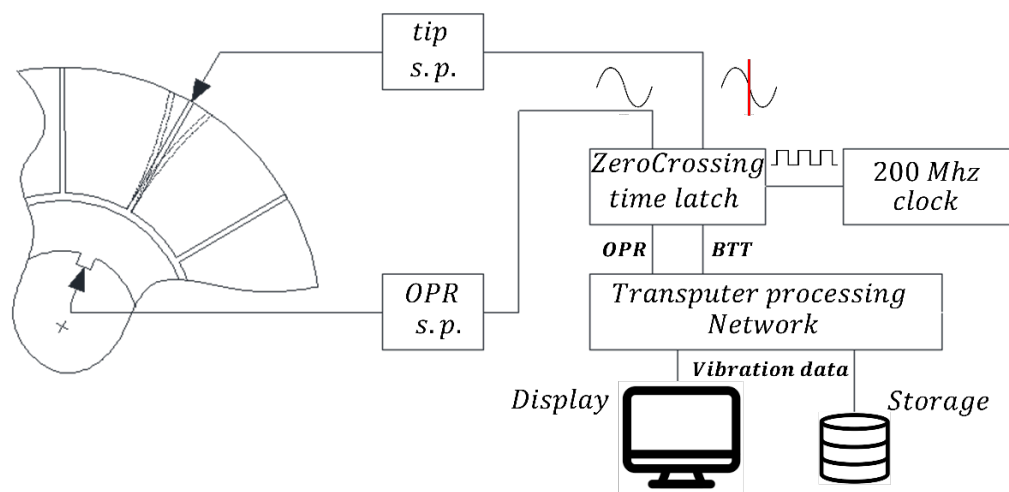 tip
s.p.
ZeroCrossing
time latch
200 Mhz
clock
OPR
BTT
OPR
s.p.
Transputer processing
Network
Vibration data
Display
Storage